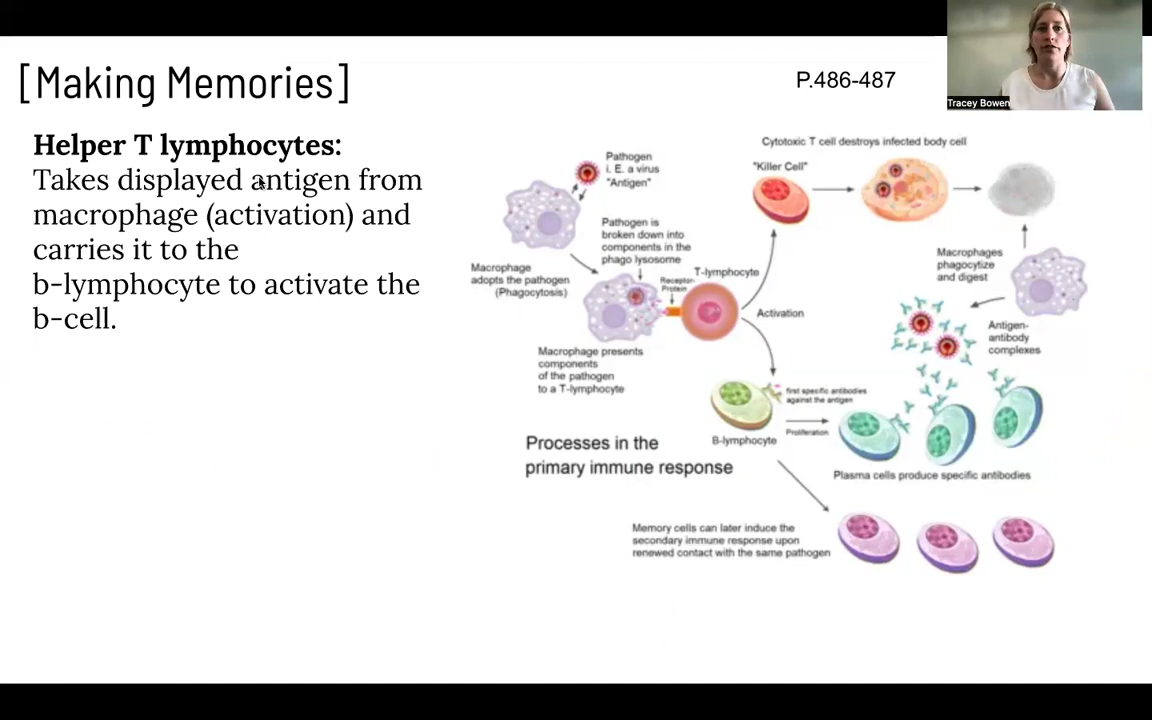 [Making Memories]
P.486-487
Tracey Bowen
Helper T lymphocytes:
Takes displayed antigen from
macrophage (activation) and
carries it to the
b-lymphocyte to activate the
b-cell.
Cytotoxic T cell destroys infected body cell
"Killer Cell"
Pathogen
i. E. a virus
"Antigen"
Pathogen is
broken down into
components in the
phago lysosome
Macrophage
adopts the pathogen
(Phagocytosis)
Receptor-
Protein
T-lymphocyte
Activation
Macrophages
phagocytize
and digest
Antigen-
antibody
complexes
Macrophage presents
components
of the pathogen
to a T-lymphocyte
first specific antibodies
against the antigen
Proliferation
B-lymphocyte
Processes in the
primary immune response
Plasma cells produce specific antibodies
Memory cells can later induce the
secondary immune response upon
renewed contact with the same pathogen